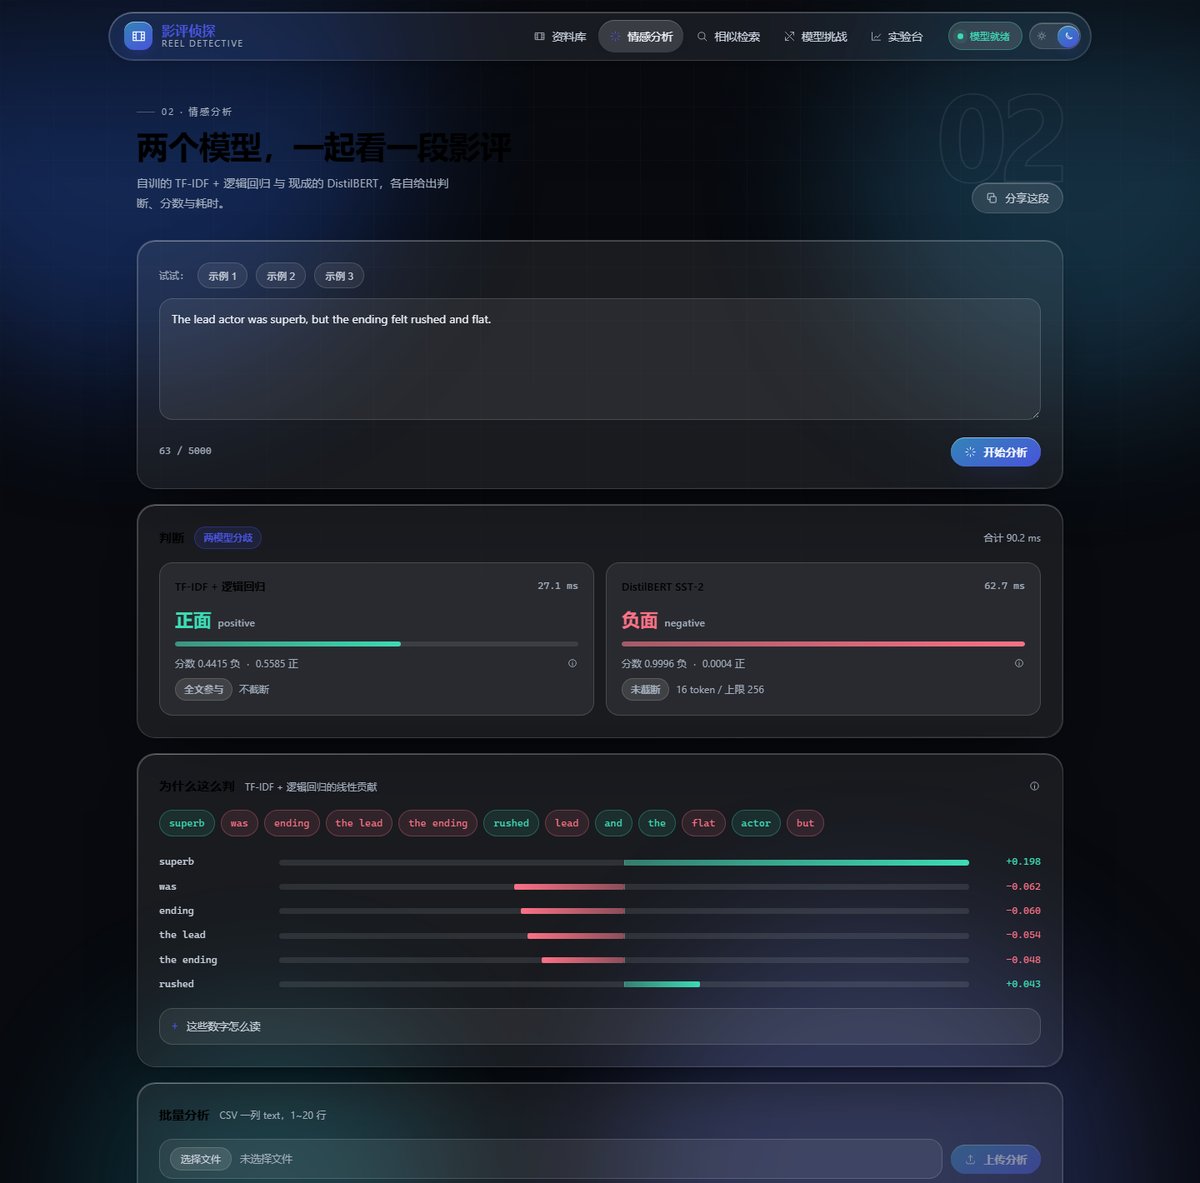 影评侦探
REEL DETECTIVE
资料库
情感分析
相似检索
模型挑战
实验台
模型就绪
02 · 情感分析
02
两个模型，一起看一段影评
自训的 TF-IDF + 逻辑回归 与 现成的 DistilBERT，各自给出判
断、分数与耗时。
分享这段
试试：
示例 1
示例 2
示例 3
The lead actor was superb, but the ending felt rushed and flat.
63 / 5000
开始分析
判断
两模型分歧
合计 90.2 ms
TF-IDF + 逻辑回归
27.1 ms
正面 positive
分数 0.4415 负 · 0.5585 正
全文参与 不截断
DistilBERT SST-2
62.7 ms
负面 negative
分数 0.9996 负 · 0.0004 正
未截断 16 token / 上限 256
为什么这么判 TF-IDF + 逻辑回归的线性贡献
superb was ending the lead the ending rushed lead and the flat actor but
superb +0.198
was −0.062
ending −0.060
the lead −0.054
the ending −0.048
rushed +0.043
+ 这些数字怎么读
批量分析 CSV 一列 text，1~20 行
选择文件 未选择文件
上传分析